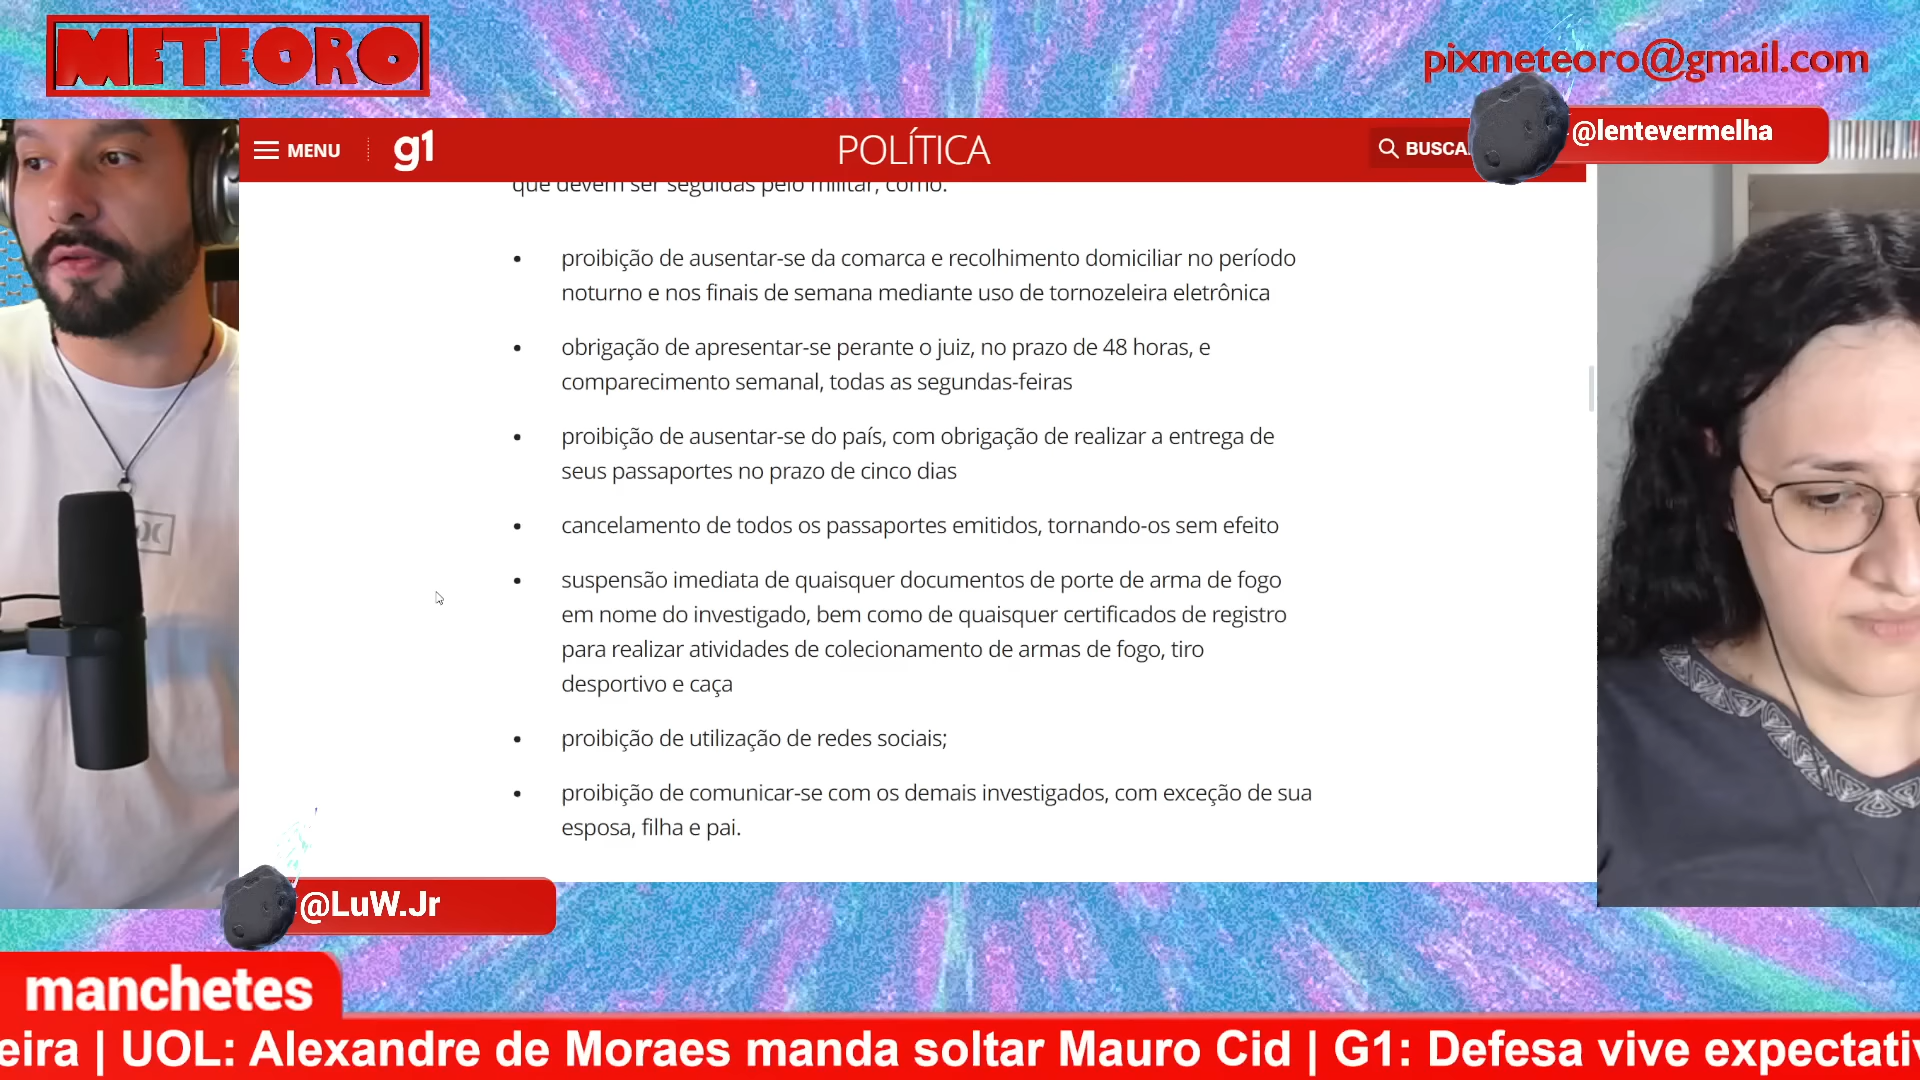 METEORO
pixmeteoro@gmail.com
@lentevermelha
MENU
g1
POLÍTICA
BUSCA
que devem ser seguidas pelo militar, como:
• proibição de ausentar-se da comarca e recolhimento domiciliar no período
noturno e nos finais de semana mediante uso de tornozeleira eletrônica
• obrigação de apresentar-se perante o juiz, no prazo de 48 horas, e
comparecimento semanal, todas as segundas-feiras
• proibição de ausentar-se do país, com obrigação de realizar a entrega de
seus passaportes no prazo de cinco dias
• cancelamento de todos os passaportes emitidos, tornando-os sem efeito
• suspensão imediata de quaisquer documentos de porte de arma de fogo
em nome do investigado, bem como de quaisquer certificados de registro
para realizar atividades de colecionamento de armas de fogo, tiro
desportivo e caça
• proibição de utilização de redes sociais;
• proibição de comunicar-se com os demais investigados, com exceção de sua
esposa, filha e pai.
@LuW.Jr
manchetes
eira | UOL: Alexandre de Moraes manda soltar Mauro Cid | G1: Defesa vive expectativ